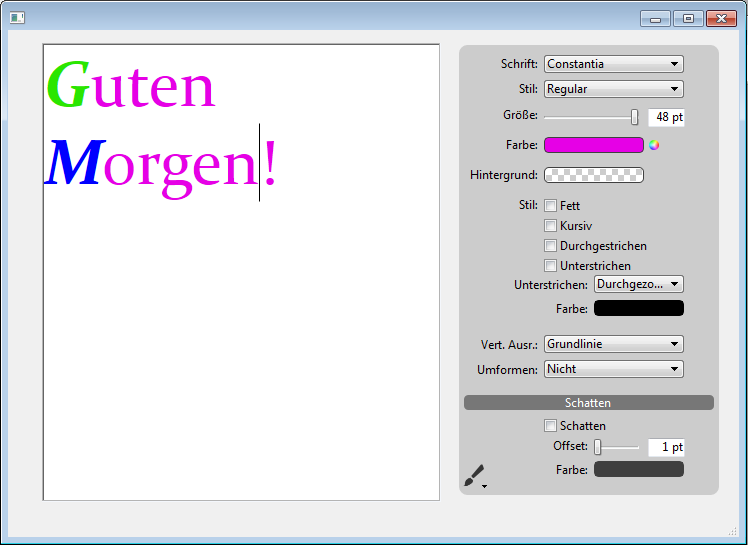 Guten
Morgen!
Schrift: Constantia
Stil: Regular
Größe: 48 pt
Farbe:
Hintergrund:
Stil: Fett
Kursiv
Durchgestrichen
Unterstrichen
Unterstrichen: Durchgezo...
Farbe:
Vert. Ausr.: Grundlinie
Umformen: Nicht
Schatten
Schatten
Offset: 1 pt
Farbe: